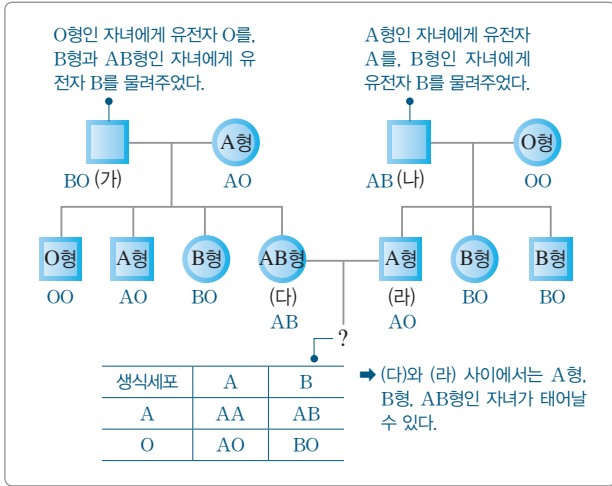 O형인 자녀에게 유전자 O를,
B형과 AB형인 자녀에게 유
전자 B를 물려주었다.
A형인 자녀에게 유전자
A를, B형인 자녀에게
유전자 B를 물려주었다.
A형
O형
BO (가)
AO
AB (나)
OO
O형
A형
B형
AB형
A형
B형
B형
OO
AO
BO
(다)
AB
(라)
AO
BO
BO
?
생식세포 A B
A AA AB
O AO BO
➡ (다)와 (라) 사이에서는 A형,
B형, AB형인 자녀가 태어날
수 있다.